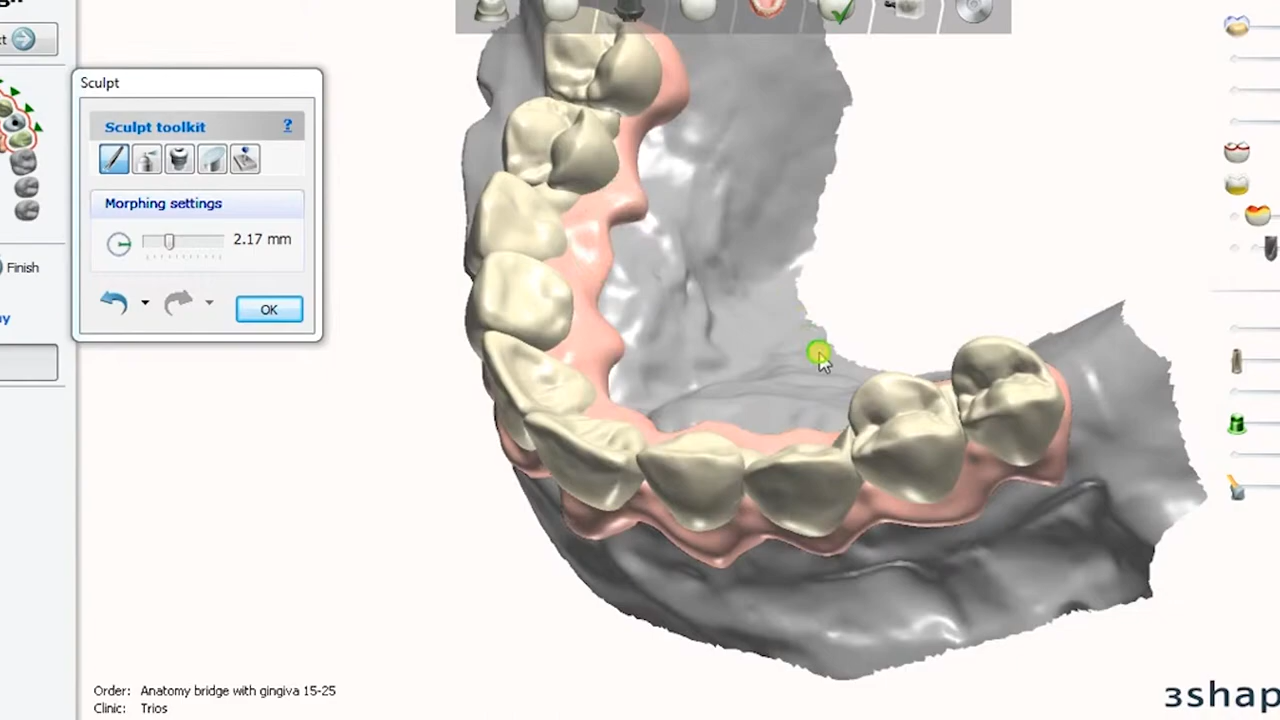 Sculpt
Sculpt toolkit
?
Morphing settings
2.17 mm
OK
Finish
Order: Anatomy bridge with gingiva 15-25
Clinic: Trios
3shap